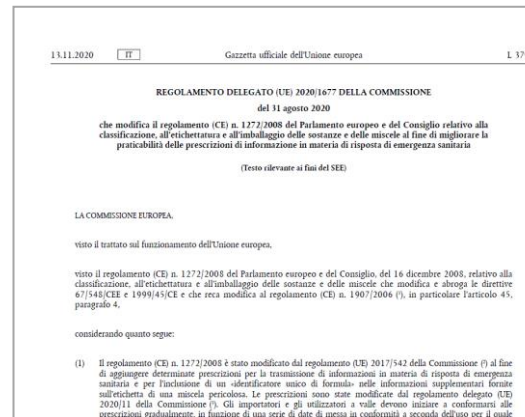 13.11.2020 IT Gazzetta ufficiale dell'Unione europea L 37
REGOLAMENTO DELEGATO (UE) 2020/1677 DELLA COMMISSIONE
del 31 agosto 2020
che modifica il regolamento (CE) n. 1272/2008 del Parlamento europeo e del Consiglio relativo alla
classificazione, all'etichettatura e all'imballaggio delle sostanze e delle miscele al fine di migliorare la
praticabilità delle prescrizioni di informazione in materia di risposta di emergenza sanitaria
(Testo rilevante ai fini del SEE)
LA COMMISSIONE EUROPEA,
visto il trattato sul funzionamento dell'Unione europea,
visto il regolamento (CE) n. 1272/2008 del Parlamento europeo e del Consiglio, del 16 dicembre 2008, relativo alla
classificazione, all'etichettatura e all'imballaggio delle sostanze e delle miscele che modifica e abroga le direttive
67/548/CEE e 1999/45/CE e che reca modifica al regolamento (CE) n. 1907/2006 (¹), in particolare l'articolo 45,
paragrafo 4,
considerando quanto segue:
(1) Il regolamento (CE) n. 1272/2008 è stato modificato dal regolamento (UE) 2017/542 della Commissione (²) al fine
di aggiungere determinate prescrizioni per la trasmissione di informazioni in materia di risposta di emergenza
sanitaria e per l'inclusione di un «identificatore unico di formula» nelle informazioni supplementari fornite
sull'etichetta di una miscela pericolosa. Le prescrizioni sono state modificate dal regolamento delegato (UE)
2020/11 della Commissione (³). Gli importatori e gli utilizzatori a valle devono iniziare a conformarsi alle
prescrizioni gradualmente, in funzione di una serie di date di messa in conformità a seconda dell'uso per il quale